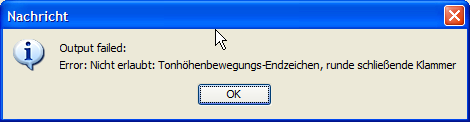 Nachricht
Output failed:
Error: Nicht erlaubt: Tonhöhenbewegungs-Endzeichen, runde schließende Klammer
OK